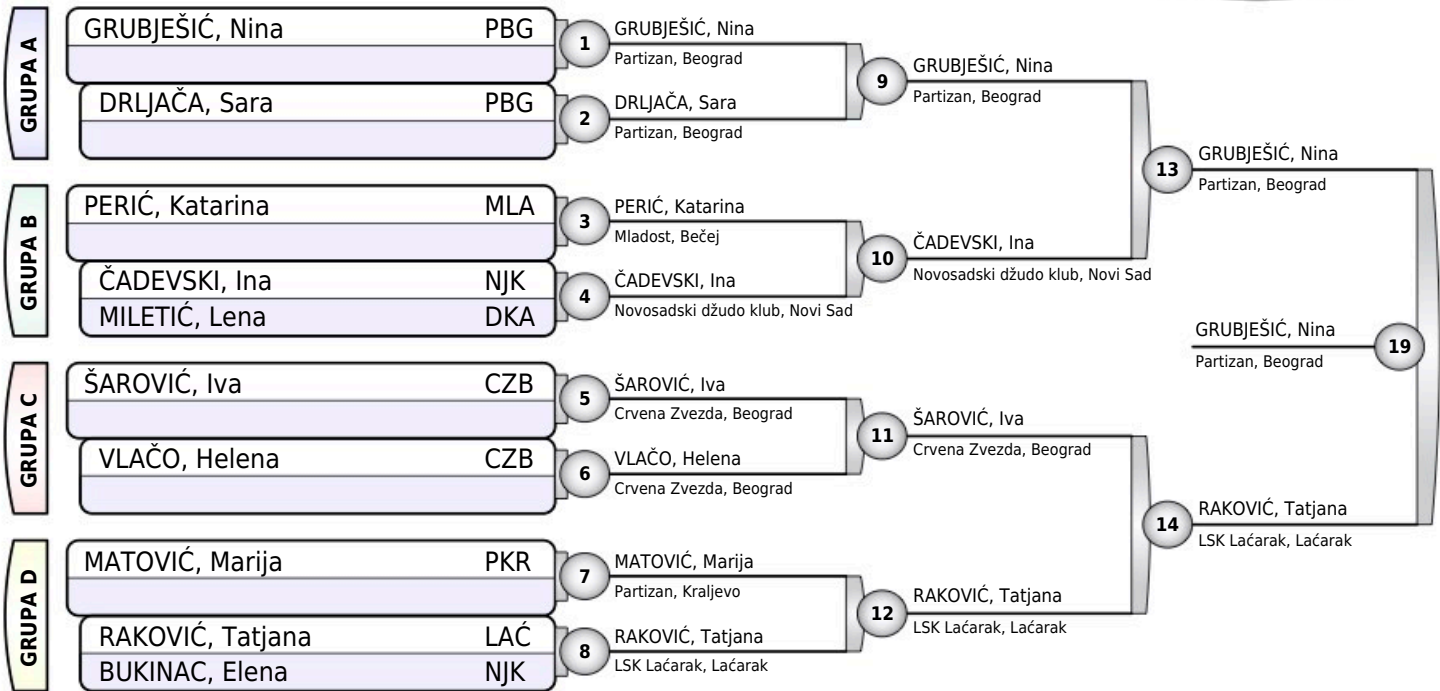 GRUPA A
GRUBJEŠIĆ, Nina PBG
DRLJAČA, Sara PBG
1
GRUBJEŠIĆ, Nina
Partizan, Beograd
2
DRLJAČA, Sara
Partizan, Beograd
9
GRUBJEŠIĆ, Nina
Partizan, Beograd
GRUPA B
PERIĆ, Katarina MLA
ČADEVSKI, Ina NJK
MILETIĆ, Lena DKA
3
PERIĆ, Katarina
Mladost, Bečej
4
ČADEVSKI, Ina
Novosadski džudo klub, Novi Sad
10
ČADEVSKI, Ina
Novosadski džudo klub, Novi Sad
13
GRUBJEŠIĆ, Nina
Partizan, Beograd
GRUPA C
ŠAROVIĆ, Iva CZB
VLAČO, Helena CZB
5
ŠAROVIĆ, Iva
Crvena Zvezda, Beograd
6
VLAČO, Helena
Crvena Zvezda, Beograd
11
ŠAROVIĆ, Iva
Crvena Zvezda, Beograd
GRUPA D
MATOVIĆ, Marija PKR
RAKOVIĆ, Tatjana LAĆ
BUKINAC, Elena NJK
7
MATOVIĆ, Marija
Partizan, Kraljevo
8
RAKOVIĆ, Tatjana
LSK Laćarak, Laćarak
12
RAKOVIĆ, Tatjana
LSK Laćarak, Laćarak
14
RAKOVIĆ, Tatjana
LSK Laćarak, Laćarak
GRUBJEŠIĆ, Nina
Partizan, Beograd
19